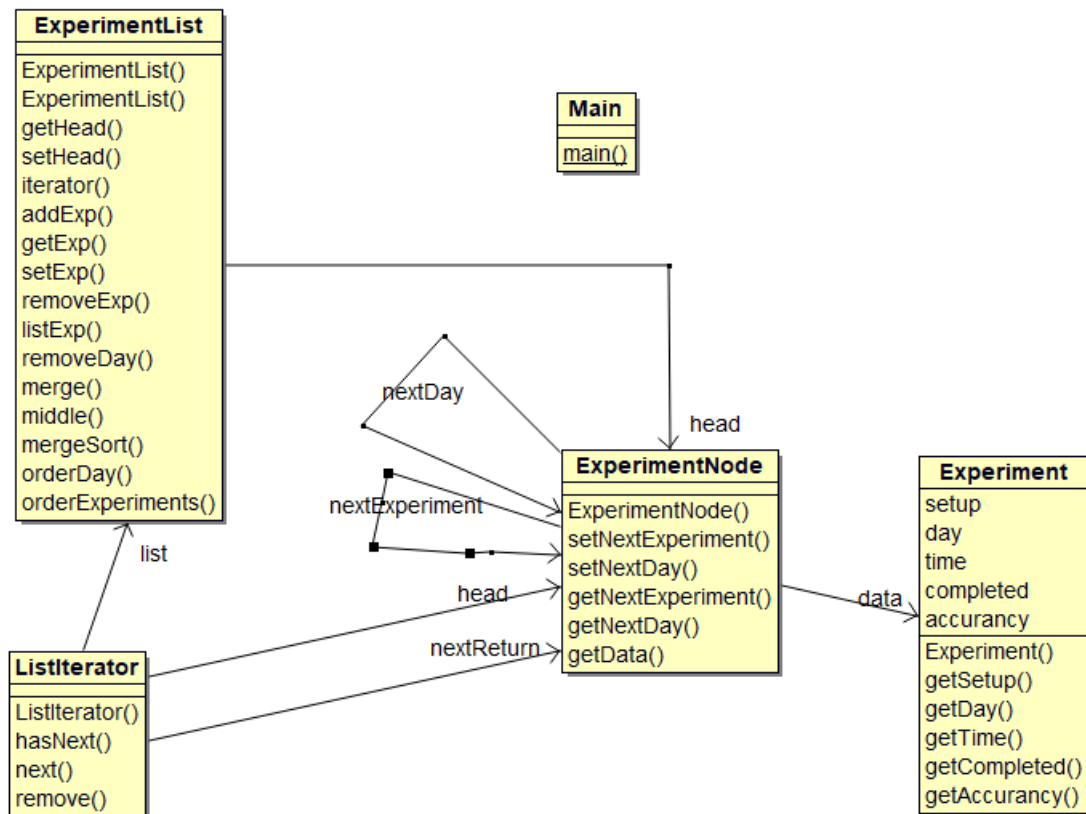 ExperimentList
ExperimentList()
ExperimentList()
getHead()
setHead()
iterator()
addExp()
getExp()
setExp()
removeExp()
listExp()
removeDay()
merge()
middle()
mergeSort()
orderDay()
orderExperiments()
Main
main()
nextDay
head
nextExperiment
ExperimentNode
ExperimentNode()
setNextExperiment()
setNextDay()
getNextExperiment()
getNextDay()
getData()
list
head
nextReturn
data
ListIterator
ListIterator()
hasNext()
next()
remove()
Experiment
setup
day
time
completed
accurancy
Experiment()
getSetup()
getDay()
getTime()
getCompleted()
getAccurancy()